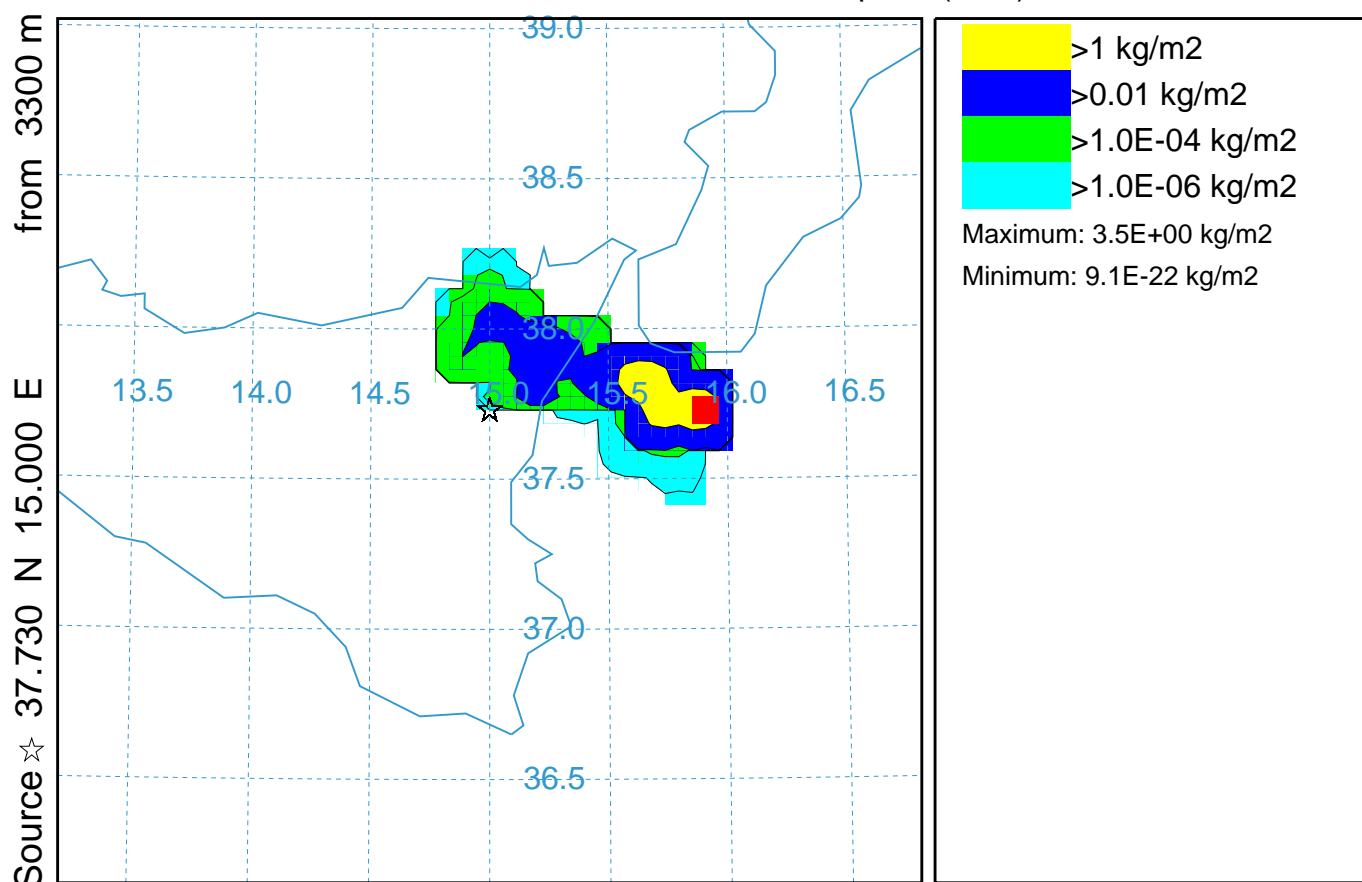 Source ☆ 37.730 N 15.000 E from 3300 m
39.0
38.5
38.0
13.5 14.0 14.5 15.0 15.5 16.0 16.5
37.5
37.0
36.5
>1 kg/m2
>0.01 kg/m2
>1.0E-04 kg/m2
>1.0E-06 kg/m2
Maximum: 3.5E+00 kg/m2
Minimum: 9.1E-22 kg/m2